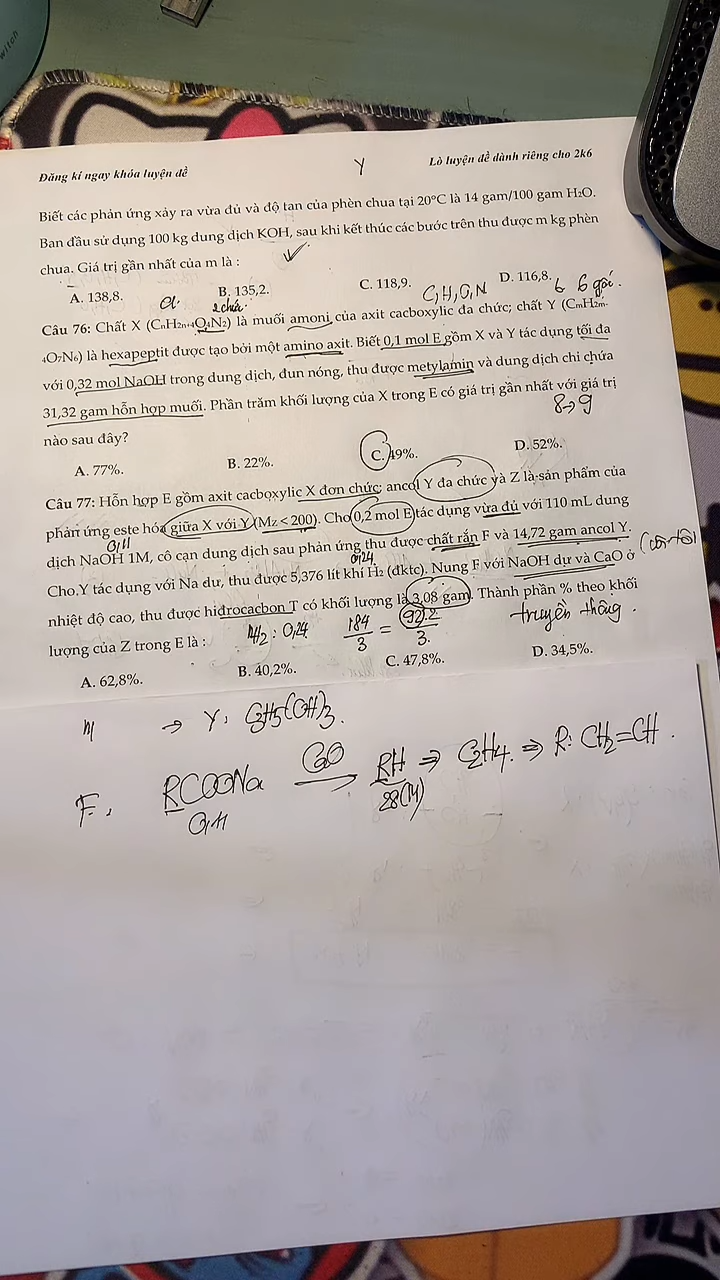 witch
Đăng kí ngay khóa luyện đề
Y
Lò luyện đề dành riêng cho 2k6
Biết các phản ứng xảy ra vừa đủ và độ tan của phèn chua tại 20°C là 14 gam/100 gam H₂O.
Ban đầu sử dụng 100 kg dung dịch KOH, sau khi kết thúc các bước trên thu được m kg phèn
chua. Giá trị gần nhất của m là :
A. 138,8. B. 135,2. C. 118,9. D. 116,8.
a. 2 chức. C,H,O,N 6 gốc.
Câu 76: Chất X (CₙH₂ₙ₊₄O₄N₂) là muối amoni của axit cacboxylic đa chức; chất Y (CₘH₂ₘ₋
₄O₇N₆) là hexapeptit được tạo bởi một amino axit. Biết 0,1 mol E gồm X và Y tác dụng tối đa
với 0,32 mol NaOH trong dung dịch, đun nóng, thu được metylamin và dung dịch chỉ chứa
31,32 gam hỗn hợp muối. Phần trăm khối lượng của X trong E có giá trị gần nhất với giá trị
8→9
nào sau đây?
A. 77%. B. 22%. C. 49%. D. 52%.
Câu 77: Hỗn hợp E gồm axit cacboxylic X đơn chức; ancol Y đa chức và Z là sản phẩm của
phản ứng este hóa giữa X với Y (Mz < 200). Cho 0,2 mol E tác dụng vừa đủ với 110 mL dung
0,11
dịch NaOH 1M, cô cạn dung dịch sau phản ứng thu được chất rắn F và 14,72 gam ancol Y.
0,24
Cho Y tác dụng với Na dư, thu được 5,376 lít khí H₂ (đktc). Nung F với NaOH dư và CaO ở
nhiệt độ cao, thu được hiđrocacbon T có khối lượng là 3,08 gam. Thành phần % theo khối
lượng của Z trong E là :
: 0,24 184/3 = 92.2/3. truyền thông.
A. 62,8%. B. 40,2%. C. 47,8%. D. 34,5%.
⇒ Y: C₃H₅(OH)₃.
F: RCOONa CaO → RH ⇒ C₂H₄. ⇒ R: CH₂=CH.
0,11 28(M)